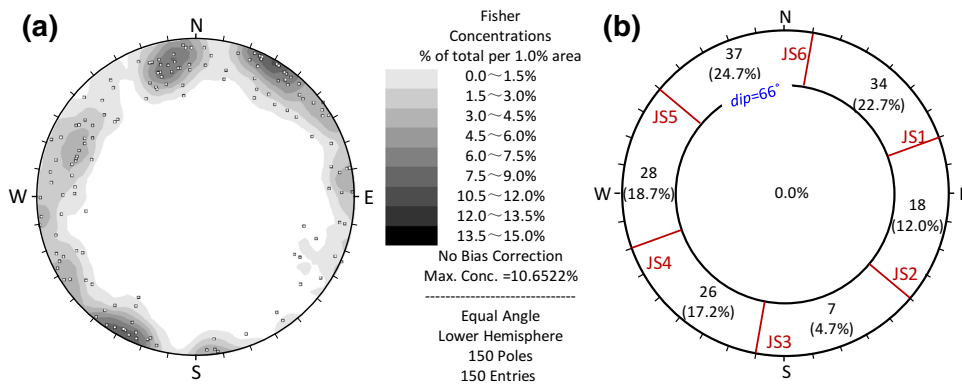 (a)
N
W
E
S
Fisher
Concentrations
% of total per 1.0% area
0.0～1.5%
1.5～3.0%
3.0～4.5%
4.5～6.0%
6.0～7.5%
7.5～9.0%
10.5～12.0%
12.0～13.5%
13.5～15.0%
No Bias Correction
Max. Conc. =10.6522%
Equal Angle
Lower Hemisphere
150 Poles
150 Entries
(b)
N
37
(24.7%)
JS6
34
(22.7%)
dip=66°
JS5
JS1
28
(18.7%)
W
0.0%
18
(12.0%)
JS4
JS2
26
(17.2%)
7
(4.7%)
JS3
S